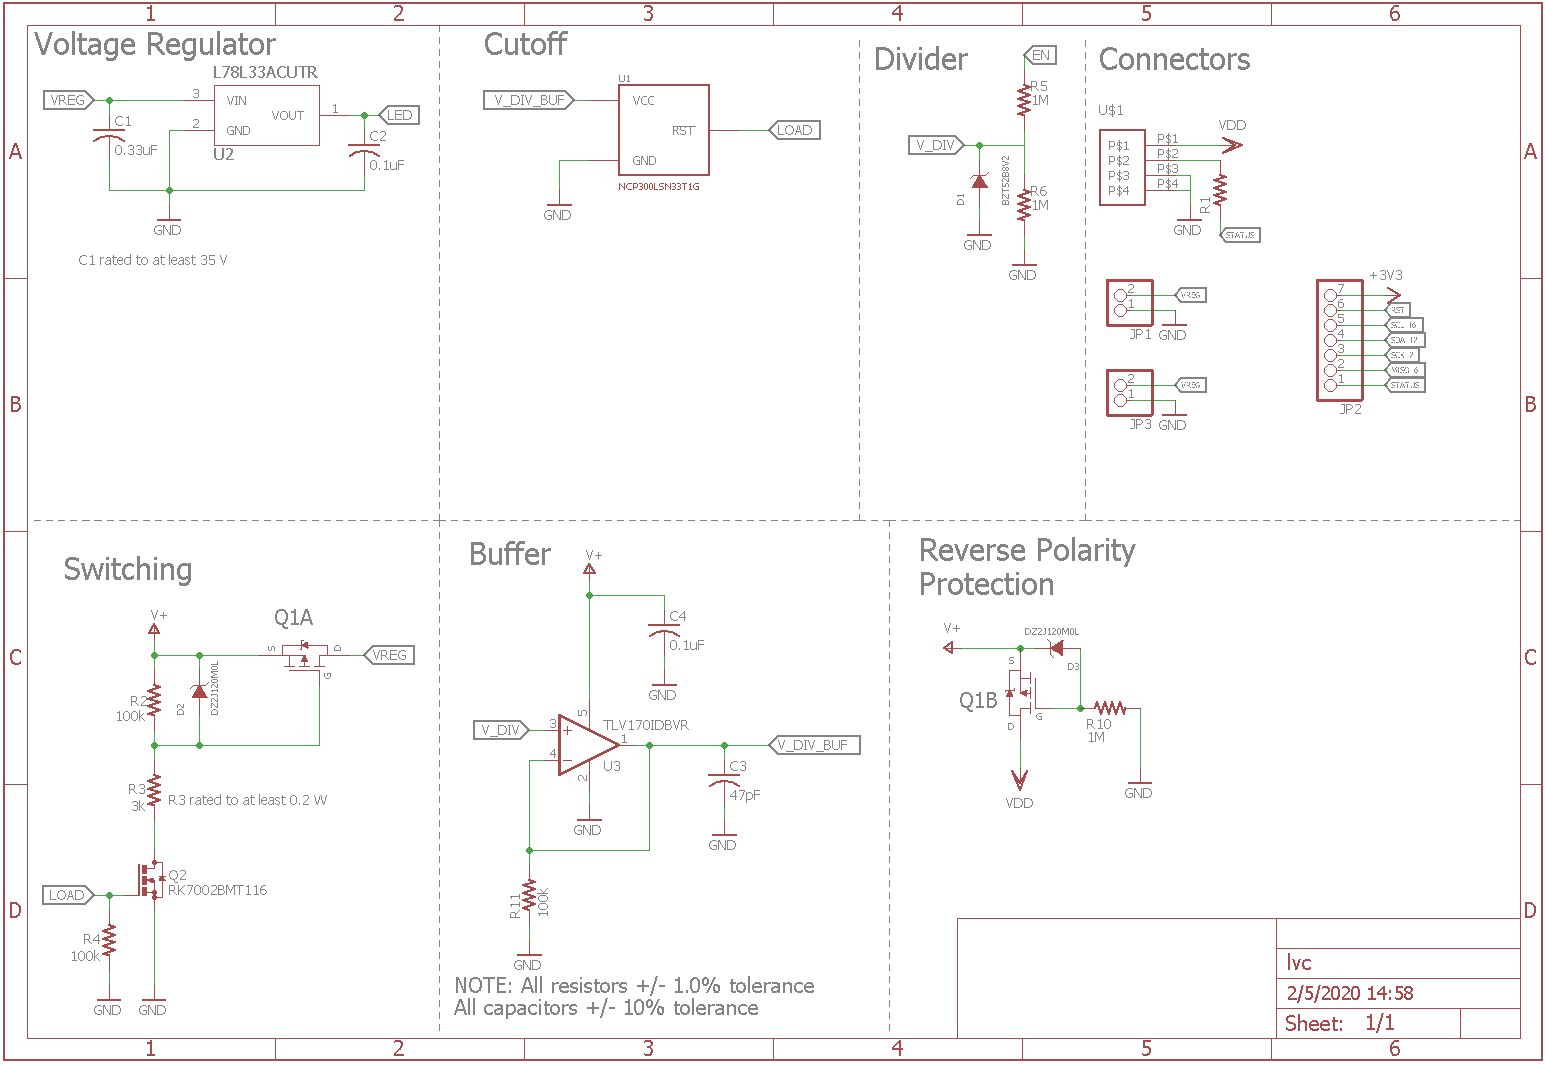 1 2 3 4 5 6
A
B
C
D
Voltage Regulator
L78L33ACUTR
VREG
3
VIN
2
GND
VOUT
1
LED
U2
C1
0.33uF
C2
0.1uF
GND
C1 rated to at least 35 V
Cutoff
U1
V_DIV_BUF
VCC
RST
LOAD
GND
NCP300LSN33T1G
GND
Divider
EN
R5
1M
V_DIV
D1
BZT52B8V2
R6
1M
GND
GND
Connectors
U$1
P$1
P$2
P$3
P$4
P$1
P$2
P$3
P$4
VDD
R1
GND
STATUS
2
1
VREG
JP1
GND
2
1
VREG
JP3
GND
+3V3
7
6
5
4
3
2
1
RST
STATUS
JP2
Switching
V+
Q1A
S
D
G
VREG
R2
100k
D2
DZ2J120M0L
R3
3k
R3 rated to at least 0.2 W
Q2
RK7002BMT116
LOAD
R4
100k
GND
GND
Buffer
V+
C4
0.1uF
GND
V_DIV
3
4
5
2
1
TLV170IDBVR
U3
GND
C3
47pF
GND
V_DIV_BUF
R11
100k
GND
NOTE: All resistors +/- 1.0% tolerance
All capacitors +/- 10% tolerance
Reverse Polarity
Protection
V+
DZ2J120M0L
D3
S
Q1B
D
G
R10
1M
VDD
GND
lvc
2/5/2020 14:58
Sheet: 1/1
A
B
C
D
1 2 3 4 5 6